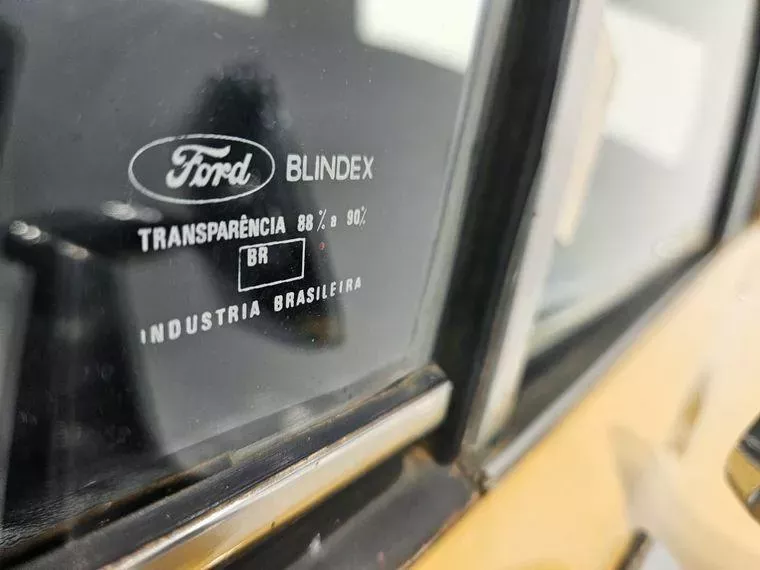 Ford BLINDEX
TRANSPARÊNCIA 88% a 90%
BR
INDUSTRIA BRASILEIRA